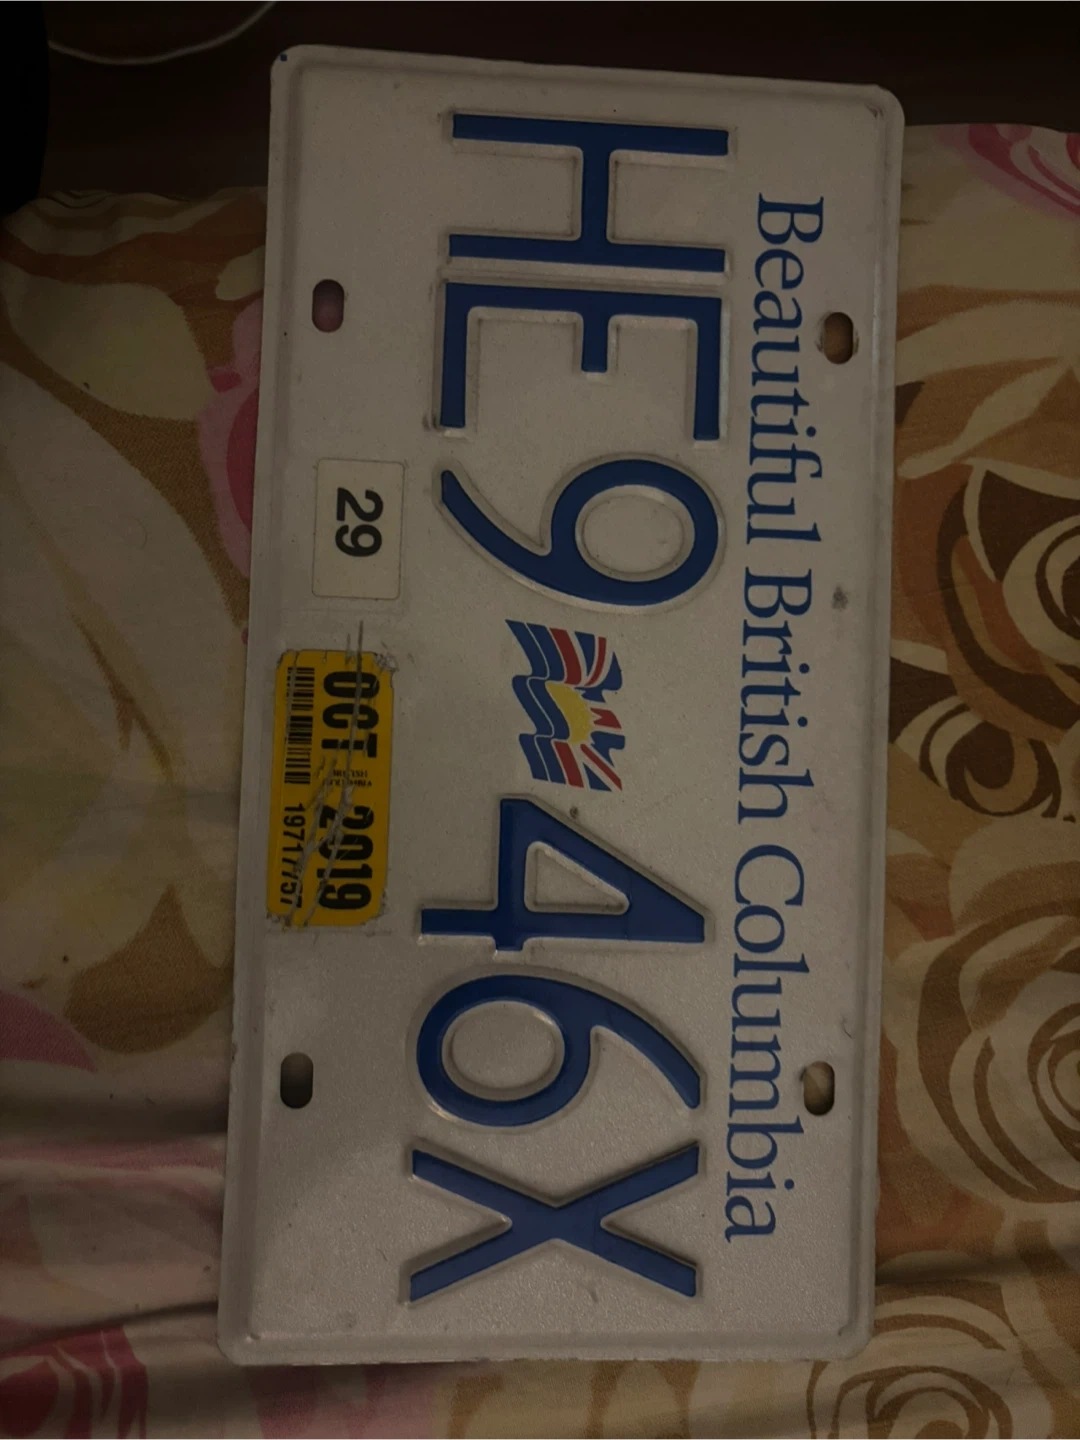 Beautiful British Columbia
HE9 46X
29
OCT 2019
19717757